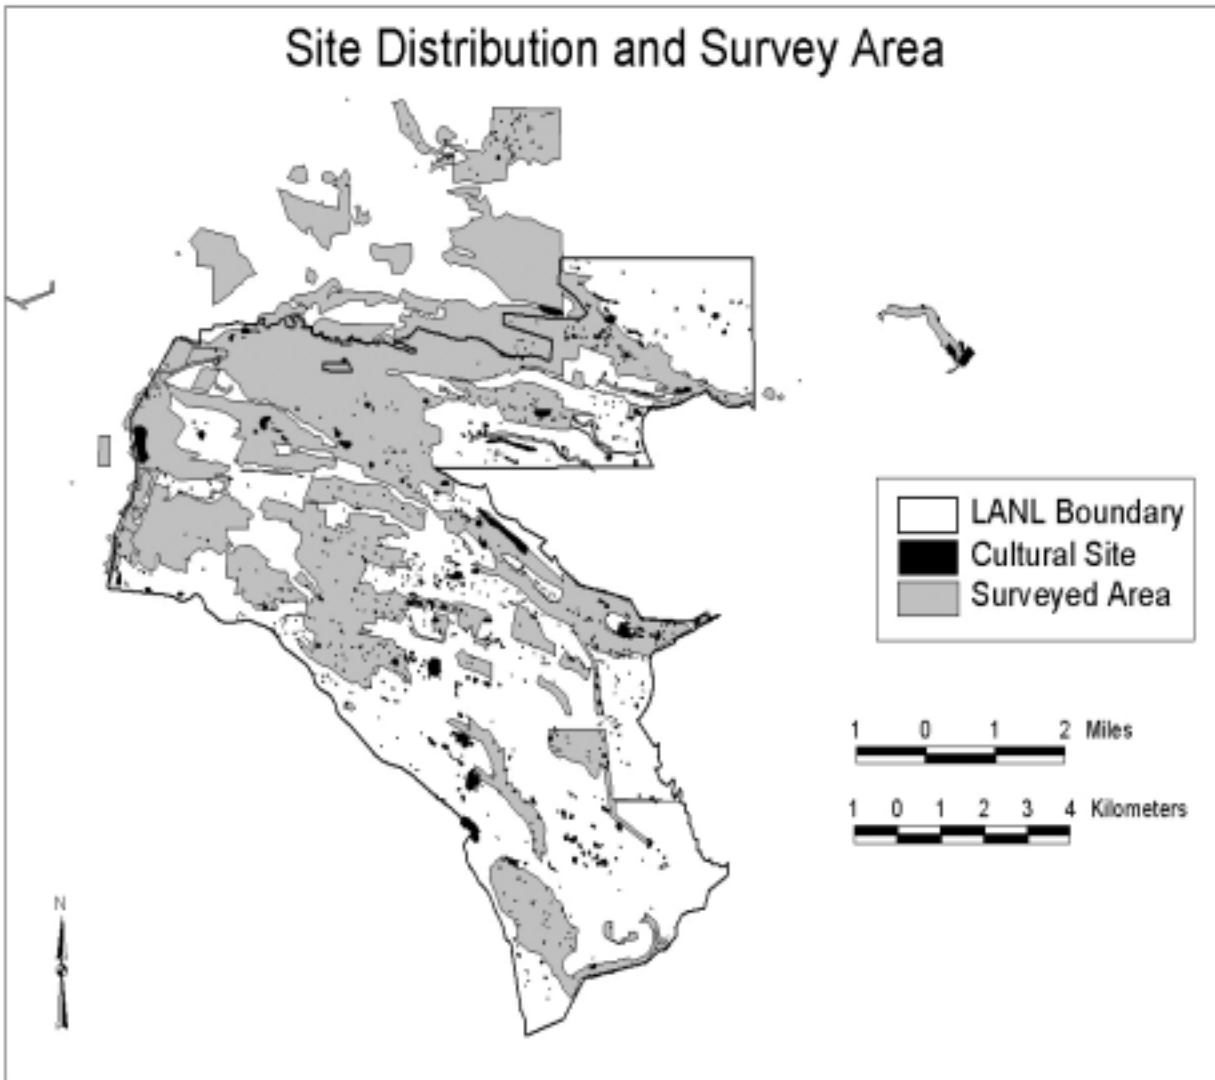 Site Distribution and Survey Area
LANL Boundary
Cultural Site
Surveyed Area
1 0 1 2 Miles
1 0 1 2 3 4 Kilometers
N